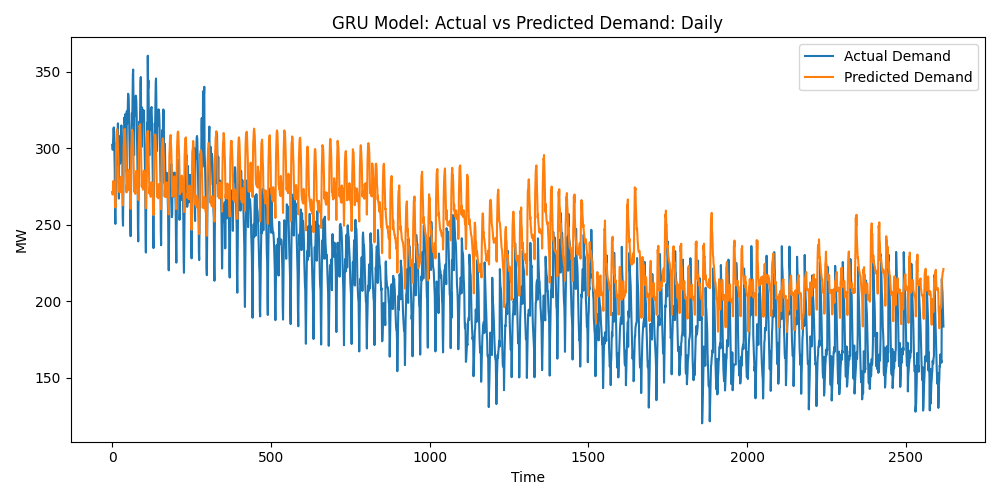 GRU Model: Actual vs Predicted Demand: Daily
Actual Demand
Predicted Demand
MW
350
300
250
200
150
0
500
1000
1500
2000
2500
Time